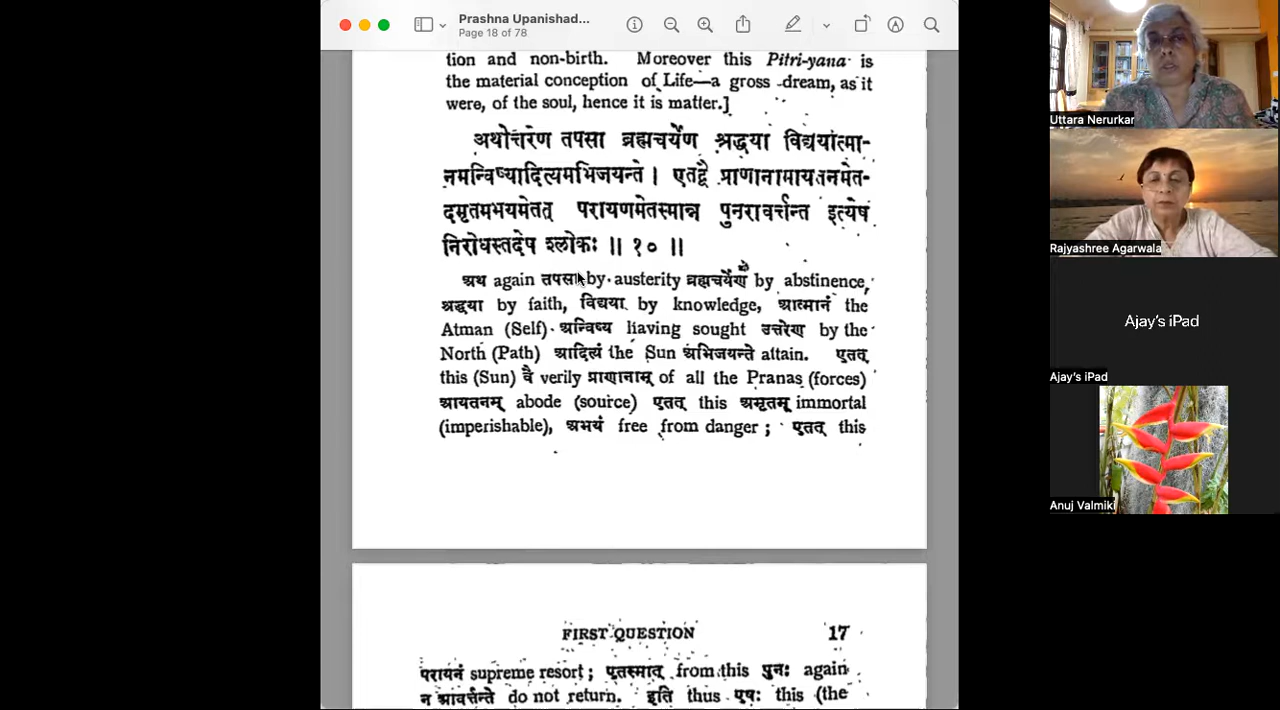 Prashna Upanishad...
Page 18 of 78
tion and non-birth. Moreover this Pitri-yana is
the material conception of Life—a gross dream, as it
were, of the soul, hence it is matter.]
अथोत्तरेण तपसा ब्रह्मचर्येण श्रद्धया विद्ययात्मा-
नमन्विष्यादित्यमभिजयन्ते । एतद्वै प्राणानामायतनमेत-
दमृतमभयमेतत् परायणमेतस्मान्न पुनरावर्त्तन्त इत्येष
निरोधस्तदेष श्लोकः ॥ १० ॥
अथ again तपसा by austerity ब्रह्मचर्येण by abstinence,
श्रद्धया by faith, विद्यया by knowledge, आत्मानं the
Atman (Self) अन्विष्य having sought उत्तरेण by the
North (Path) आदित्यं the Sun अभिजयन्ते attain. एतत्
this (Sun) वै verily प्राणानाम् of all the Pranas (forces)
आयतनम् abode (source) एतत् this अमृतम् immortal
(imperishable), अभयं free from danger ; एतत् this
FIRST QUESTION 17
परायनं supreme resort ; एतस्मात् from this पुनः again
न आवर्त्तन्ते do not return. इति thus एषः this (the
Uttara Nerurkar
Rajyashree Agarwala
Ajay's iPad
Ajay's iPad
Anuj Valmiki